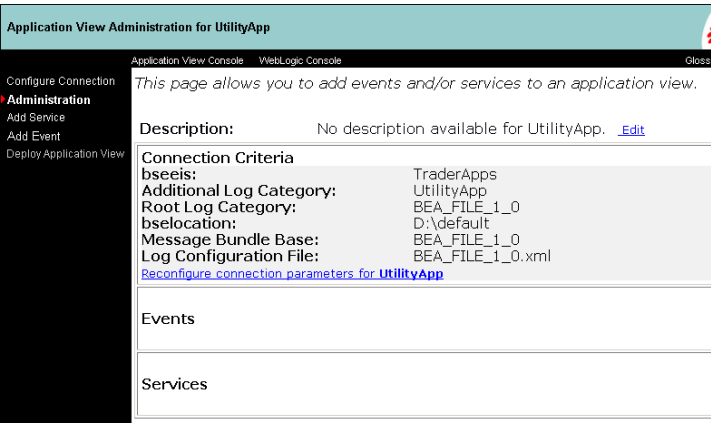 Application View Administration for UtilityApp
Application View Console WebLogic Console Gloss
Configure Connection
Administration
Add Service
Add Event
Deploy Application View
This page allows you to add events and/or services to an application view.
Description: No description available for UtilityApp. Edit
Connection Criteria
bseeis: TraderApps
Additional Log Category: UtilityApp
Root Log Category: BEA_FILE_1_0
bselocation: D:\default
Message Bundle Base: BEA_FILE_1_0
Log Configuration File: BEA_FILE_1_0.xml
Reconfigure connection parameters for UtilityApp
Events
Services